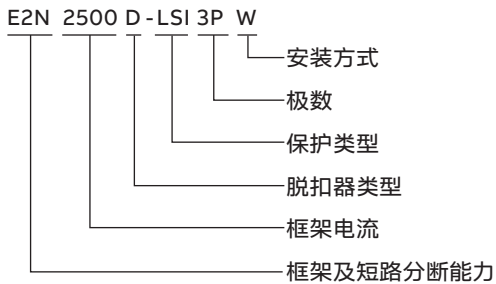 E2N 2500 D-LSI 3P W
安装方式
极数
保护类型
脱扣器类型
框架电流
框架及短路分断能力